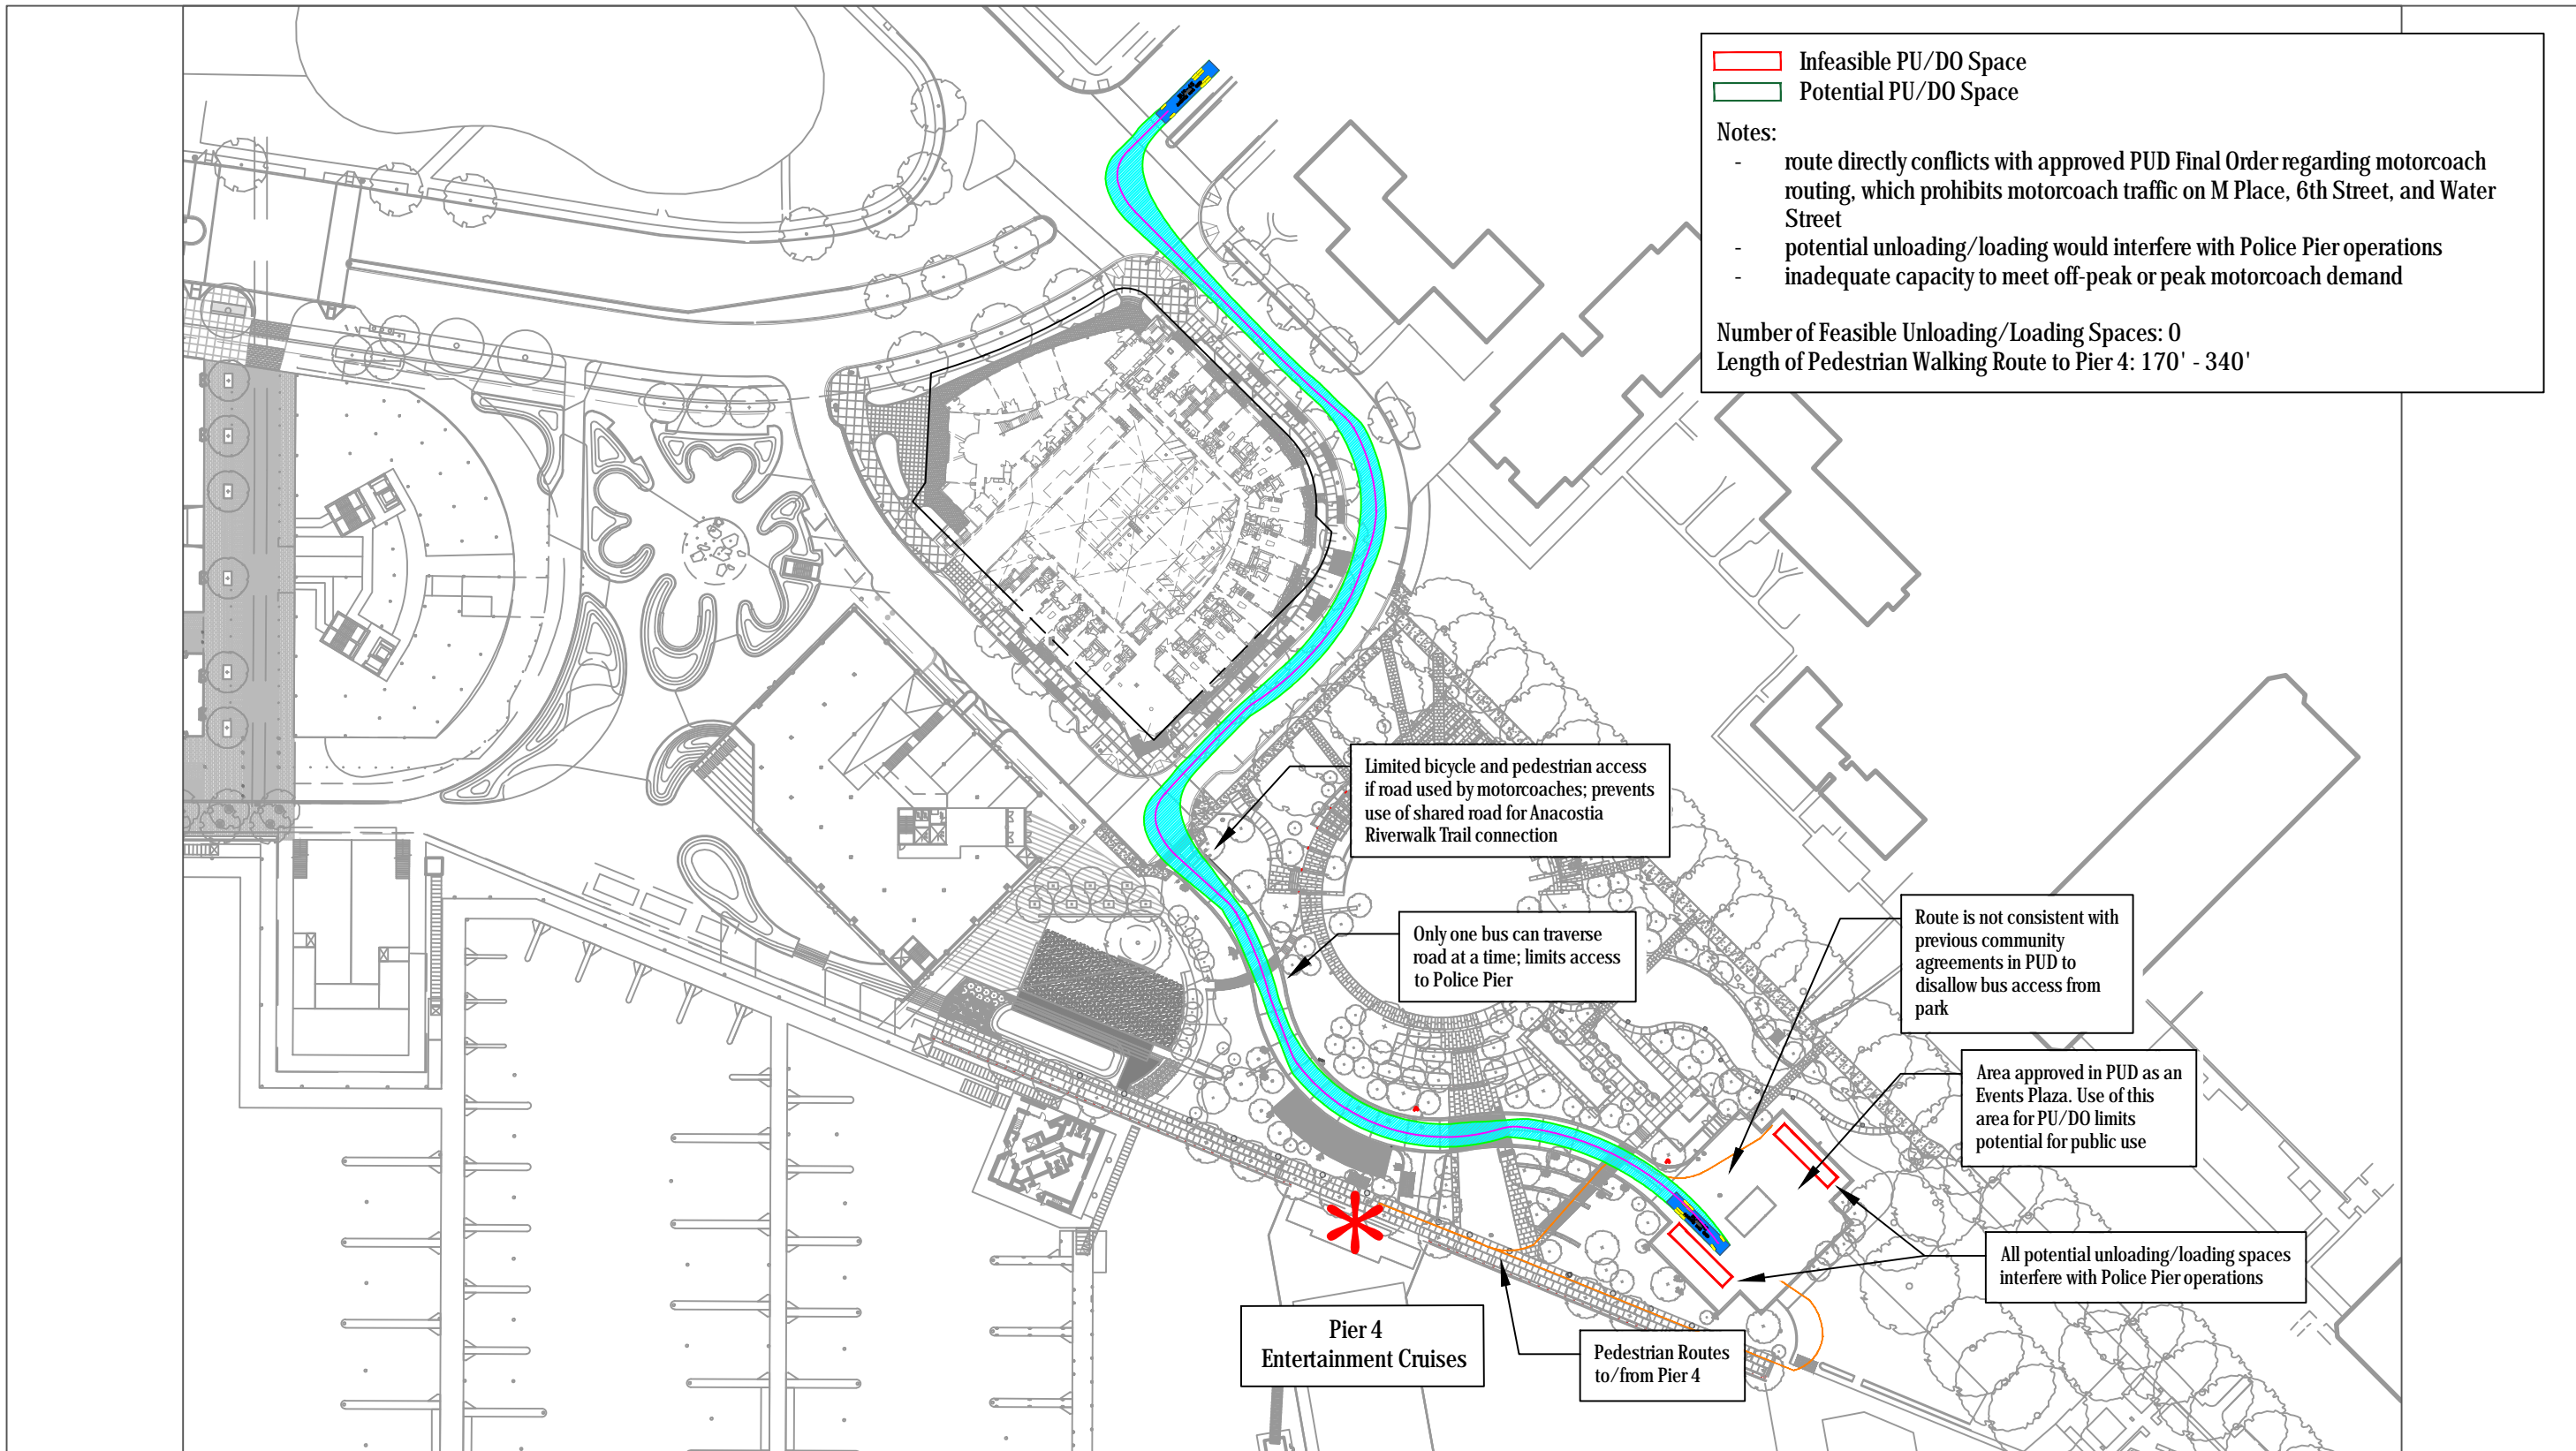 Infeasible PU/DO Space
Potential PU/DO Space
Notes:
- route directly conflicts with approved PUD Final Order regarding motorcoach
routing, which prohibits motorcoach traffic on M Place, 6th Street, and Water
Street
- potential unloading/loading would interfere with Police Pier operations
- inadequate capacity to meet off-peak or peak motorcoach demand
Number of Feasible Unloading/Loading Spaces: 0
Length of Pedestrian Walking Route to Pier 4: 170' - 340'
Limited bicycle and pedestrian access
if road used by motorcoaches; prevents
use of shared road for Anacostia
Riverwalk Trail connection
Only one bus can traverse
road at a time; limits access
to Police Pier
Route is not consistent with
previous community
agreements in PUD to
disallow bus access from
park
Area approved in PUD as an
Events Plaza. Use of this
area for PU/DO limits
potential for public use
All potential unloading/loading spaces
interfere with Police Pier operations
Pier 4
Entertainment Cruises
Pedestrian Routes
to/from Pier 4